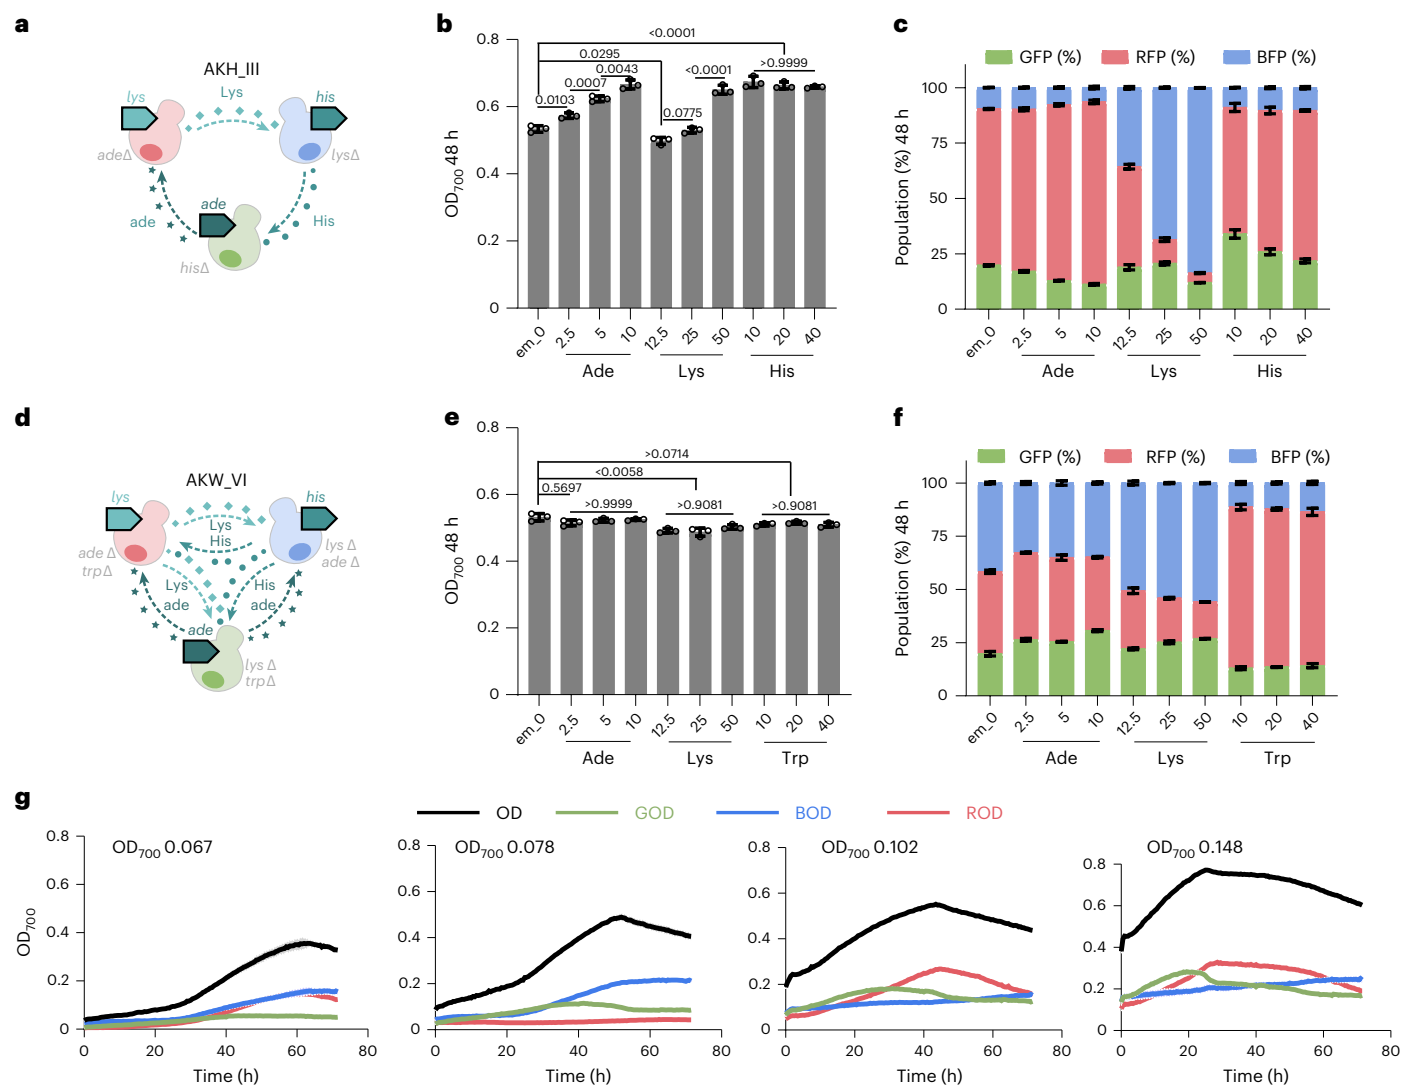 a
AKH_III
lys
Lys
his
adeΔ
lysΔ
ade
ade
His
hisΔ
b
OD700 48 h
0.8
0.6
0.4
0.2
0
<0.0001
0.0295
0.0043
0.0007
0.0103
<0.0001
0.0775
>0.9999
em_0
2.5
5
10
12.5
25
50
10
20
40
Ade
Lys
His
c
GFP (%)
RFP (%)
BFP (%)
Population (%) 48 h
100
75
50
25
0
em_0
2.5
5
10
12.5
25
50
10
20
40
Ade
Lys
His
d
AKW_VI
lys
his
Lys
His
ade Δ
trpΔ
lys Δ
ade Δ
Lys
ade
His
ade
ade
lys Δ
trpΔ
e
OD700 48 h
0.8
0.6
0.4
0.2
0
>0.0714
<0.0058
0.5697
>0.9999
>0.9081
>0.9081
em_0
2.5
5
10
12.5
25
50
10
20
40
Ade
Lys
Trp
f
GFP (%)
RFP (%)
BFP (%)
Population (%) 48 h
100
75
50
25
0
em_0
2.5
5
10
12.5
25
50
10
20
40
Ade
Lys
Trp
g
OD
GOD
BOD
ROD
OD700
OD700 0.067
0.8
0.6
0.4
0.2
0
0
20
40
60
80
Time (h)
OD700 0.078
0.8
0.6
0.4
0.2
0
0
20
40
60
80
Time (h)
OD700 0.102
0.8
0.6
0.4
0.2
0
0
20
40
60
80
Time (h)
OD700 0.148
0.8
0.6
0.4
0.2
0
0
20
40
60
80
Time (h)